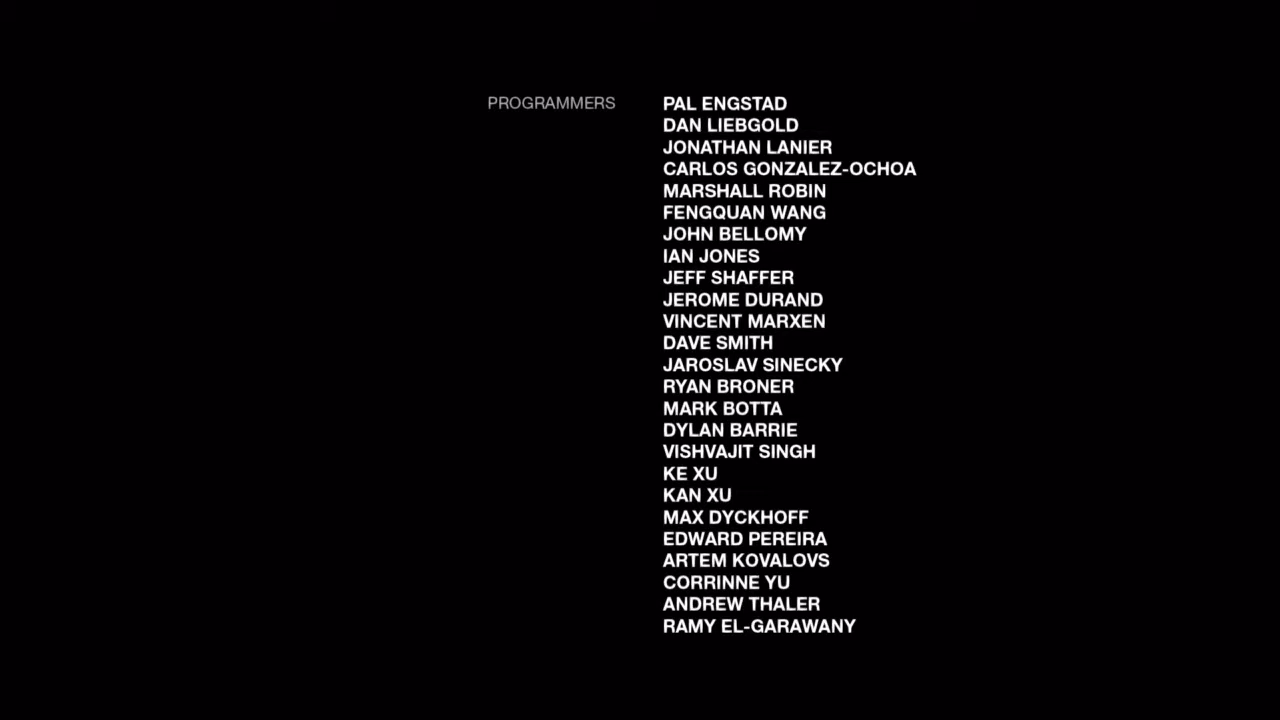 PROGRAMMERS PAL ENGSTAD
DAN LIEBGOLD
JONATHAN LANIER
CARLOS GONZALEZ-OCHOA
MARSHALL ROBIN
FENGQUAN WANG
JOHN BELLOMY
IAN JONES
JEFF SHAFFER
JEROME DURAND
VINCENT MARXEN
DAVE SMITH
JAROSLAV SINECKY
RYAN BRONER
MARK BOTTA
DYLAN BARRIE
VISHVAJIT SINGH
KE XU
KAN XU
MAX DYCKHOFF
EDWARD PEREIRA
ARTEM KOVALOVS
CORRINNE YU
ANDREW THALER
RAMY EL-GARAWANY